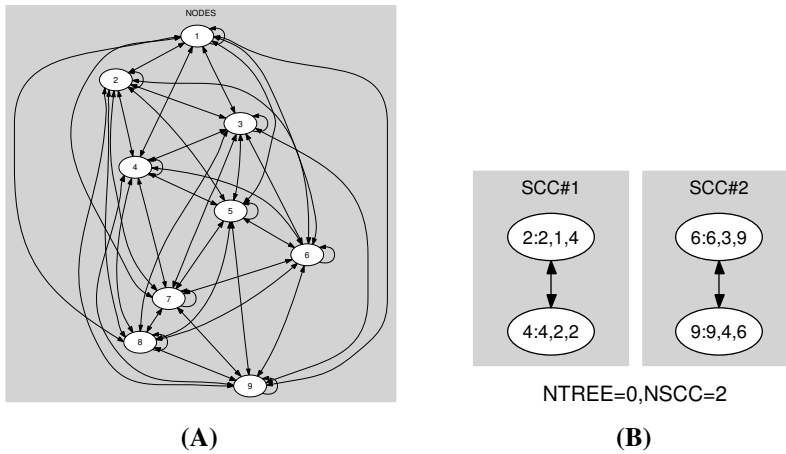 NODES
1
2
3
4
5
6
7
8
9
(A)
SCC#1
2:2,1,4
4:4,2,2
SCC#2
6:6,3,9
9:9,4,6
NTREE=0,NSCC=2
(B)